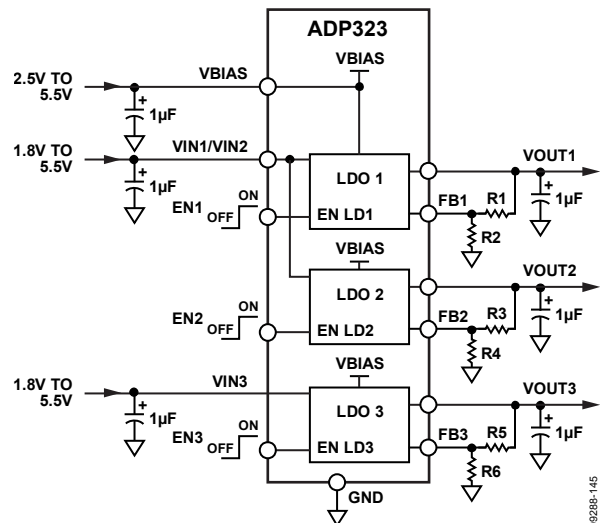 ADP323
VBIAS
2.5V TO
5.5V
VBIAS
+
1µF
1.8V TO
5.5V
VIN1/VIN2
+
1µF
LDO 1
EN LD1
EN1
OFF
ON
VOUT1
FB1
R1
R2
+
1µF
VBIAS
LDO 2
EN LD2
EN2
OFF
ON
VOUT2
FB2
R3
R4
+
1µF
VBIAS
1.8V TO
5.5V
VIN3
+
1µF
LDO 3
EN LD3
EN3
OFF
ON
VOUT3
FB3
R5
R6
+
1µF
GND